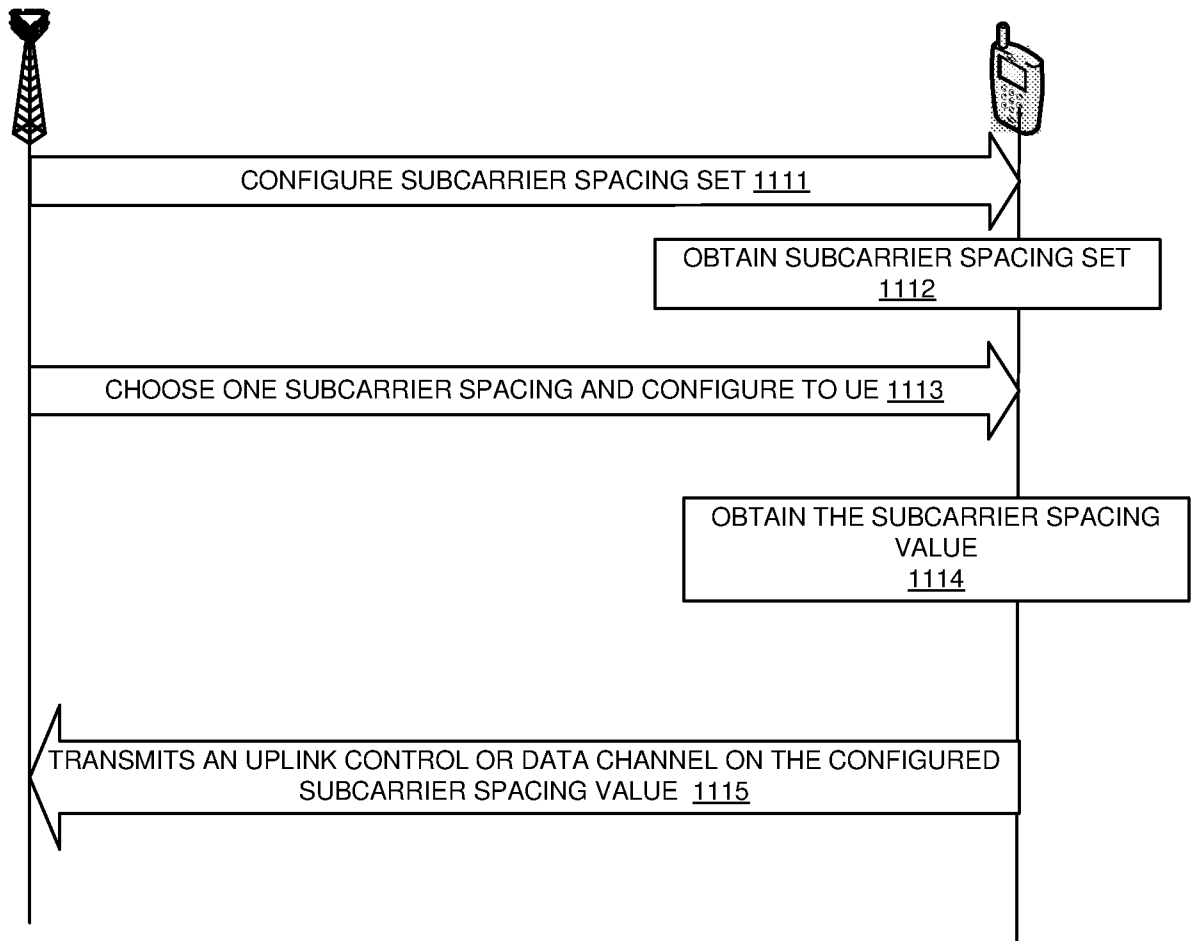 CONFIGURE SUBCARRIER SPACING SET 1111
OBTAIN SUBCARRIER SPACING SET
1112
CHOOSE ONE SUBCARRIER SPACING AND CONFIGURE TO UE 1113
OBTAIN THE SUBCARRIER SPACING
VALUE
1114
TRANSMITS AN UPLINK CONTROL OR DATA CHANNEL ON THE CONFIGURED
SUBCARRIER SPACING VALUE 1115